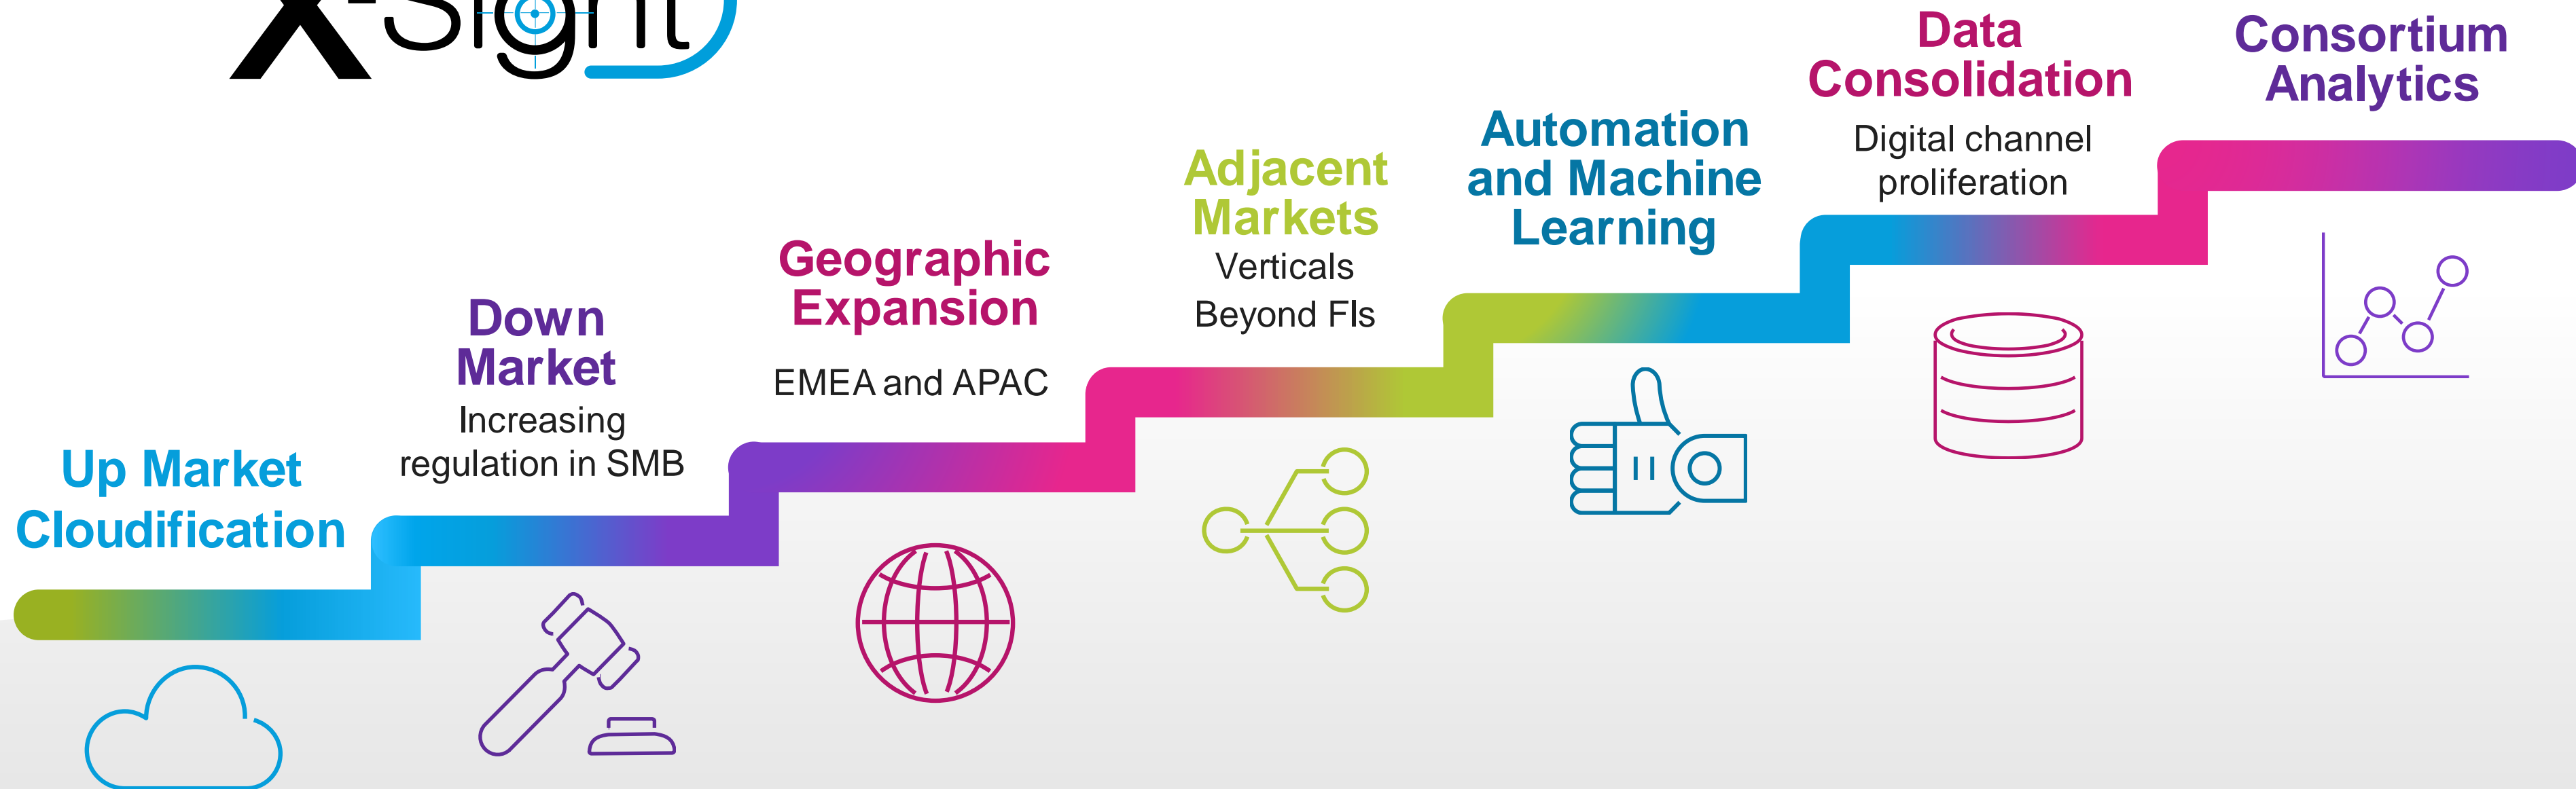 X-Sight
Up Market
Cloudification
Down
Market
Increasing
regulation in SMB
Geographic
Expansion
EMEA and APAC
Adjacent
Markets
Verticals
Beyond FIs
Automation
and Machine
Learning
Data
Consolidation
Digital channel
proliferation
Consortium
Analytics